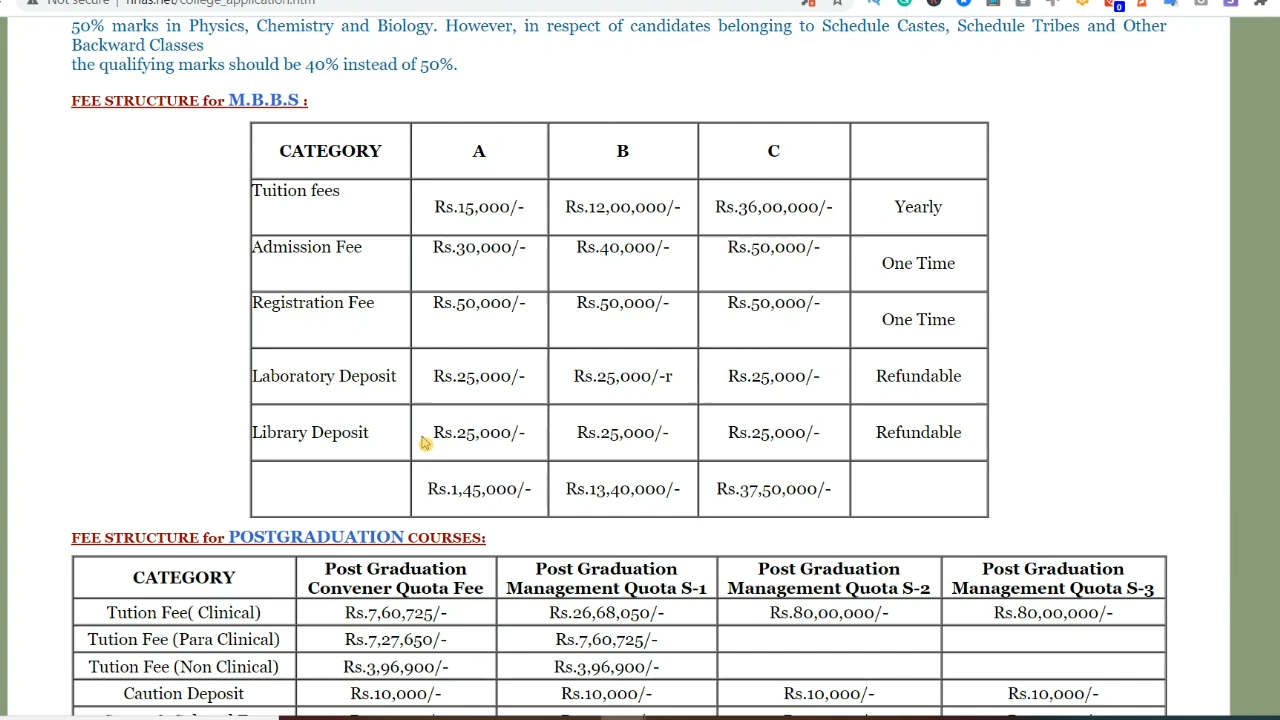 Not secure | nnas.net/college_application.htm
50% marks in Physics, Chemistry and Biology. However, in respect of candidates belonging to Schedule Castes, Schedule Tribes and Other
Backward Classes
the qualifying marks should be 40% instead of 50%.
FEE STRUCTURE for M.B.B.S :
CATEGORY A B C
Tuition fees Rs.15,000/- Rs.12,00,000/- Rs.36,00,000/- Yearly
Admission Fee Rs.30,000/- Rs.40,000/- Rs.50,000/- One Time
Registration Fee Rs.50,000/- Rs.50,000/- Rs.50,000/- One Time
Laboratory Deposit Rs.25,000/- Rs.25,000/-r Rs.25,000/- Refundable
Library Deposit Rs.25,000/- Rs.25,000/- Rs.25,000/- Refundable
Rs.1,45,000/- Rs.13,40,000/- Rs.37,50,000/-
FEE STRUCTURE for POSTGRADUATION COURSES:
CATEGORY Post Graduation Convener Quota Fee Post Graduation Management Quota S-1 Post Graduation Management Quota S-2 Post Graduation Management Quota S-3
Tution Fee( Clinical) Rs.7,60,725/- Rs.26,68,050/- Rs.80,00,000/- Rs.80,00,000/-
Tution Fee (Para Clinical) Rs.7,27,650/- Rs.7,60,725/-
Tution Fee (Non Clinical) Rs.3,96,900/- Rs.3,96,900/-
Caution Deposit Rs.10,000/- Rs.10,000/- Rs.10,000/- Rs.10,000/-